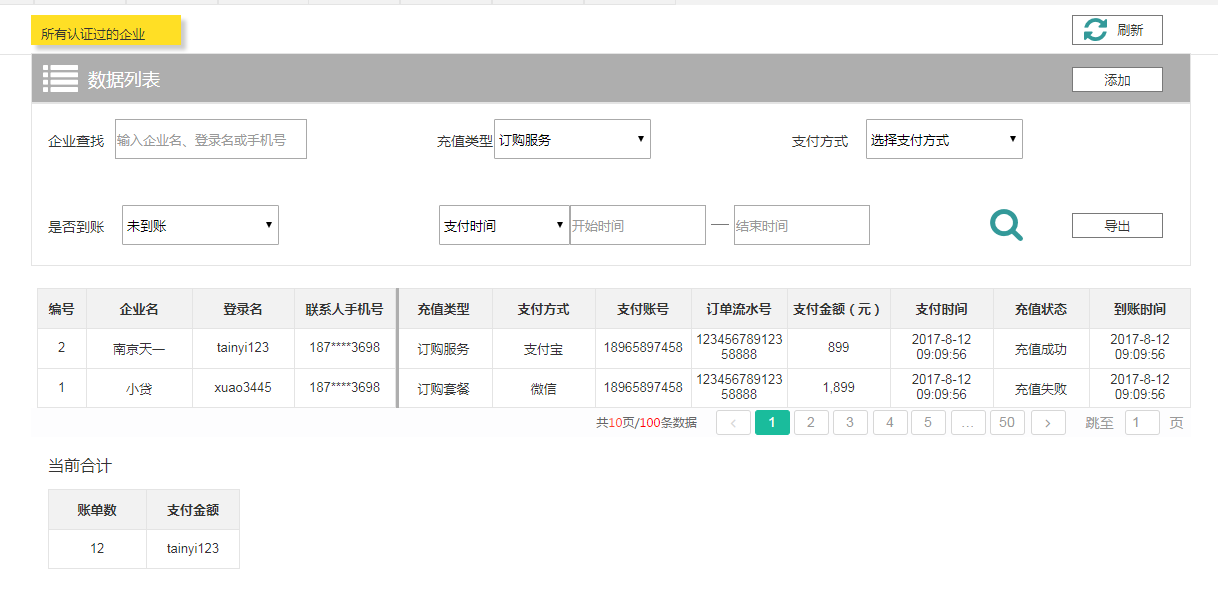 所有认证过的企业
刷新
数据列表
添加
企业查找 输入企业名、登录名或手机号 充值类型 订购服务 支付方式 选择支付方式
是否到账 未到账 支付时间 开始时间 — 结束时间 导出
编号 企业名 登录名 联系人手机号 充值类型 支付方式 支付账号 订单流水号 支付金额（元） 支付时间 充值状态 到账时间
2 南京天一 tainyi123 187****3698 订购服务 支付宝 18965897458 123456789123 58888 899 2017-8-12 09:09:56 充值成功 2017-8-12 09:09:56
1 小贷 xuao3445 187****3698 订购套餐 微信 18965897458 123456789123 58888 1,899 2017-8-12 09:09:56 充值失败 2017-8-12 09:09:56
共10页/100条数据 < 1 2 3 4 5 ... 50 > 跳至 1 页
当前合计
账单数 支付金额
12 tainyi123